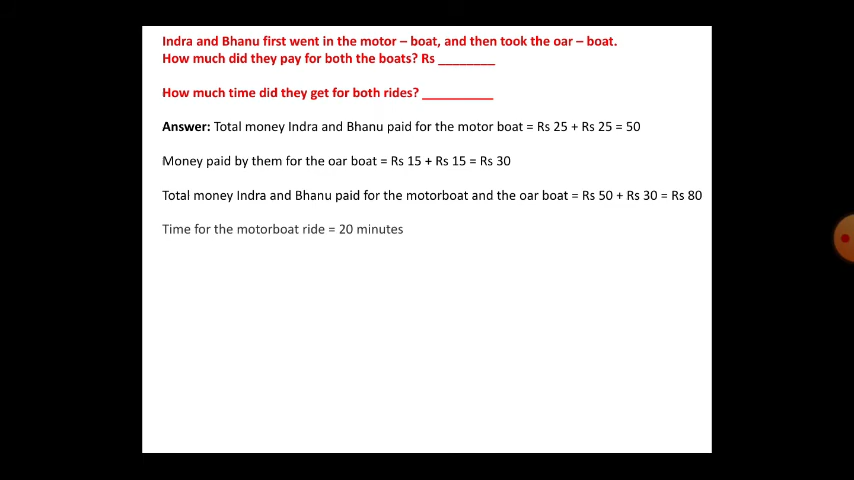 Indra and Bhanu first went in the motor – boat, and then took the oar – boat.
How much did they pay for both the boats? Rs ________
How much time did they get for both rides? __________
Answer: Total money Indra and Bhanu paid for the motor boat = Rs 25 + Rs 25 = 50
Money paid by them for the oar boat = Rs 15 + Rs 15 = Rs 30
Total money Indra and Bhanu paid for the motorboat and the oar boat = Rs 50 + Rs 30 = Rs 80
Time for the motorboat ride = 20 minutes